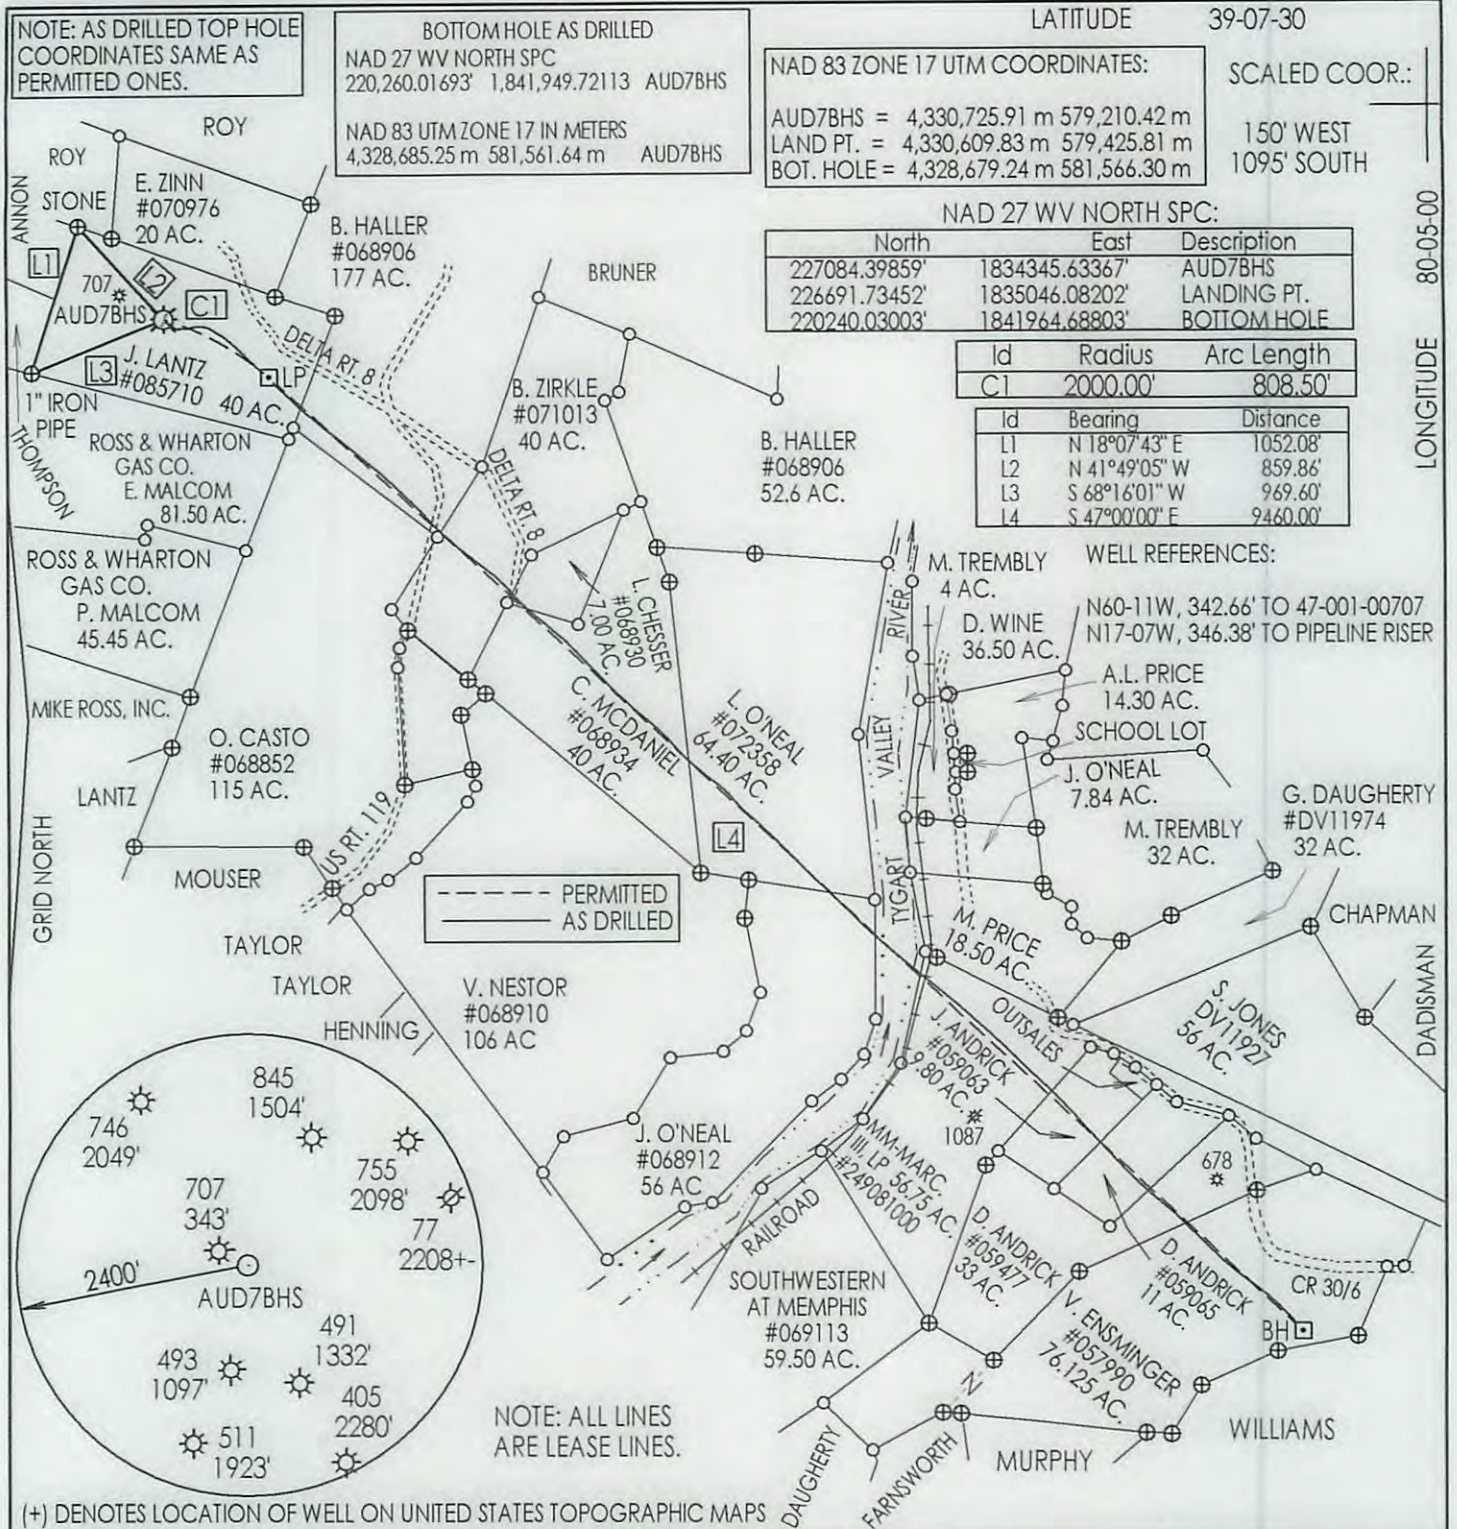 NOTE: AS DRILLED TOP HOLE
COORDINATES SAME AS
PERMITTED ONES.
BOTTOM HOLE AS DRILLED
NAD 27 WV NORTH SPC
220,260.01693' 1,841,949.72113 AUD7BHS
NAD 83 UTM ZONE 17 IN METERS
4,328,685.25 m 581,561.64 m AUD7BHS
LATITUDE 39-07-30
NAD 83 ZONE 17 UTM COORDINATES:
AUD7BHS = 4,330,725.91 m 579,210.42 m
LAND PT. = 4,330,609.83 m 579,425.81 m
BOT. HOLE = 4,328,679.24 m 581,566.30 m
SCALED COOR.:
150' WEST
1095' SOUTH
LONGITUDE 80-05-00
NAD 27 WV NORTH SPC:
North East Description
227084.39859' 1834345.63367' AUD7BHS
226691.73452' 1835046.08202' LANDING PT.
220240.03003' 1841964.68803' BOTTOM HOLE
Id Radius Arc Length
C1 2000.00' 808.50'
Id Bearing Distance
L1 N 18°07'43" E 1052.08'
L2 N 41°49'05" W 859.86'
L3 S 68°16'01" W 969.60'
L4 S 47°00'00" E 9460.00'
WELL REFERENCES:
N60-11W, 342.66' TO 47-001-00707
N17-07W, 346.38' TO PIPELINE RISER
ROY
ROY
ANNON
STONE
E. ZINN
#070976
20 AC.
B. HALLER
#068906
177 AC.
BRUNER
L1
L2
707
AUD7BHS
C1
L3
J. LANTZ
#085710 40 AC.
LP
DELTA RT. 8
1" IRON
PIPE
THOMPSON
ROSS & WHARTON
GAS CO.
E. MALCOM
81.50 AC.
B. ZIRKLE
#071013
40 AC.
DELTA RT. 8
B. HALLER
#068906
52.6 AC.
ROSS & WHARTON
GAS CO.
P. MALCOM
45.45 AC.
L. CHESSER
#068930
7.00 AC.
M. TREMBLY
4 AC.
D. WINE
36.50 AC.
A.L. PRICE
14.30 AC.
SCHOOL LOT
J. O'NEAL
7.84 AC.
MIKE ROSS, INC.
O. CASTO
#068852
115 AC.
LANTZ
C. MCDANIEL
#068934
40 AC.
L. O'NEAL
#072358
64.40 AC.
TYGART VALLEY RIVER
M. TREMBLY
32 AC.
G. DAUGHERTY
#DV11974
32 AC.
GRID NORTH
MOUSER
US RT. 119
L4
PERMITTED
AS DRILLED
CHAPMAN
DADISMAN
TAYLOR
TAYLOR
HENNING
V. NESTOR
#068910
106 AC
M. PRICE
18.50 AC.
OUTSALES
S. JONES
DV11927
56 AC.
J. ANDRICK
#059063
9.80 AC.
1087
678
845
1504'
746
2049'
755
2098'
77
2208+-
707
343'
2400'
AUD7BHS
491
1332'
493
1097'
405
2280'
511
1923'
J. O'NEAL
#068912
56 AC
MM-MARC.
III, LP 56.75 AC.
#249081000
RAILROAD
SOUTHWESTERN
AT MEMPHIS
#069113
59.50 AC.
D. ANDRICK
#059477
33 AC.
D. ANDRICK
#059065
11 AC.
CR 30/6
BH
V. ENSMINGER
#057990
76.125 AC.
NOTE: ALL LINES
ARE LEASE LINES.
DAUGHERTY
FARNSWORTH
MURPHY
WILLIAMS
(+) DENOTES LOCATION OF WELL ON UNITED STATES TOPOGRAPHIC MAPS